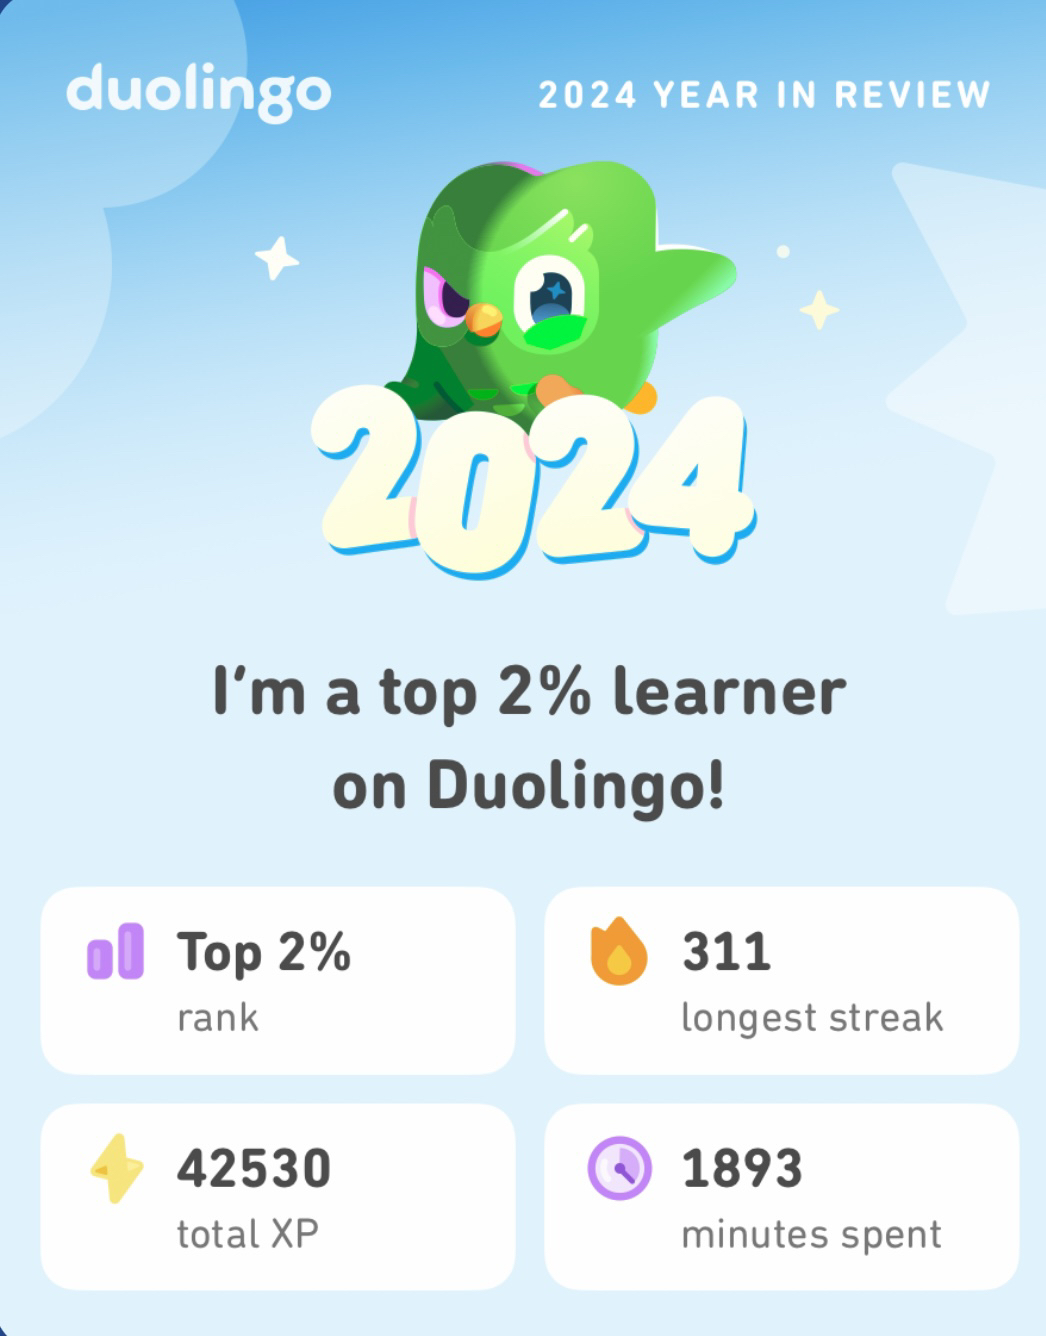 duolingo
2024 YEAR IN REVIEW
2024
I'm a top 2% learner
on Duolingo!
Top 2%
rank
311
longest streak
42530
total XP
1893
minutes spent